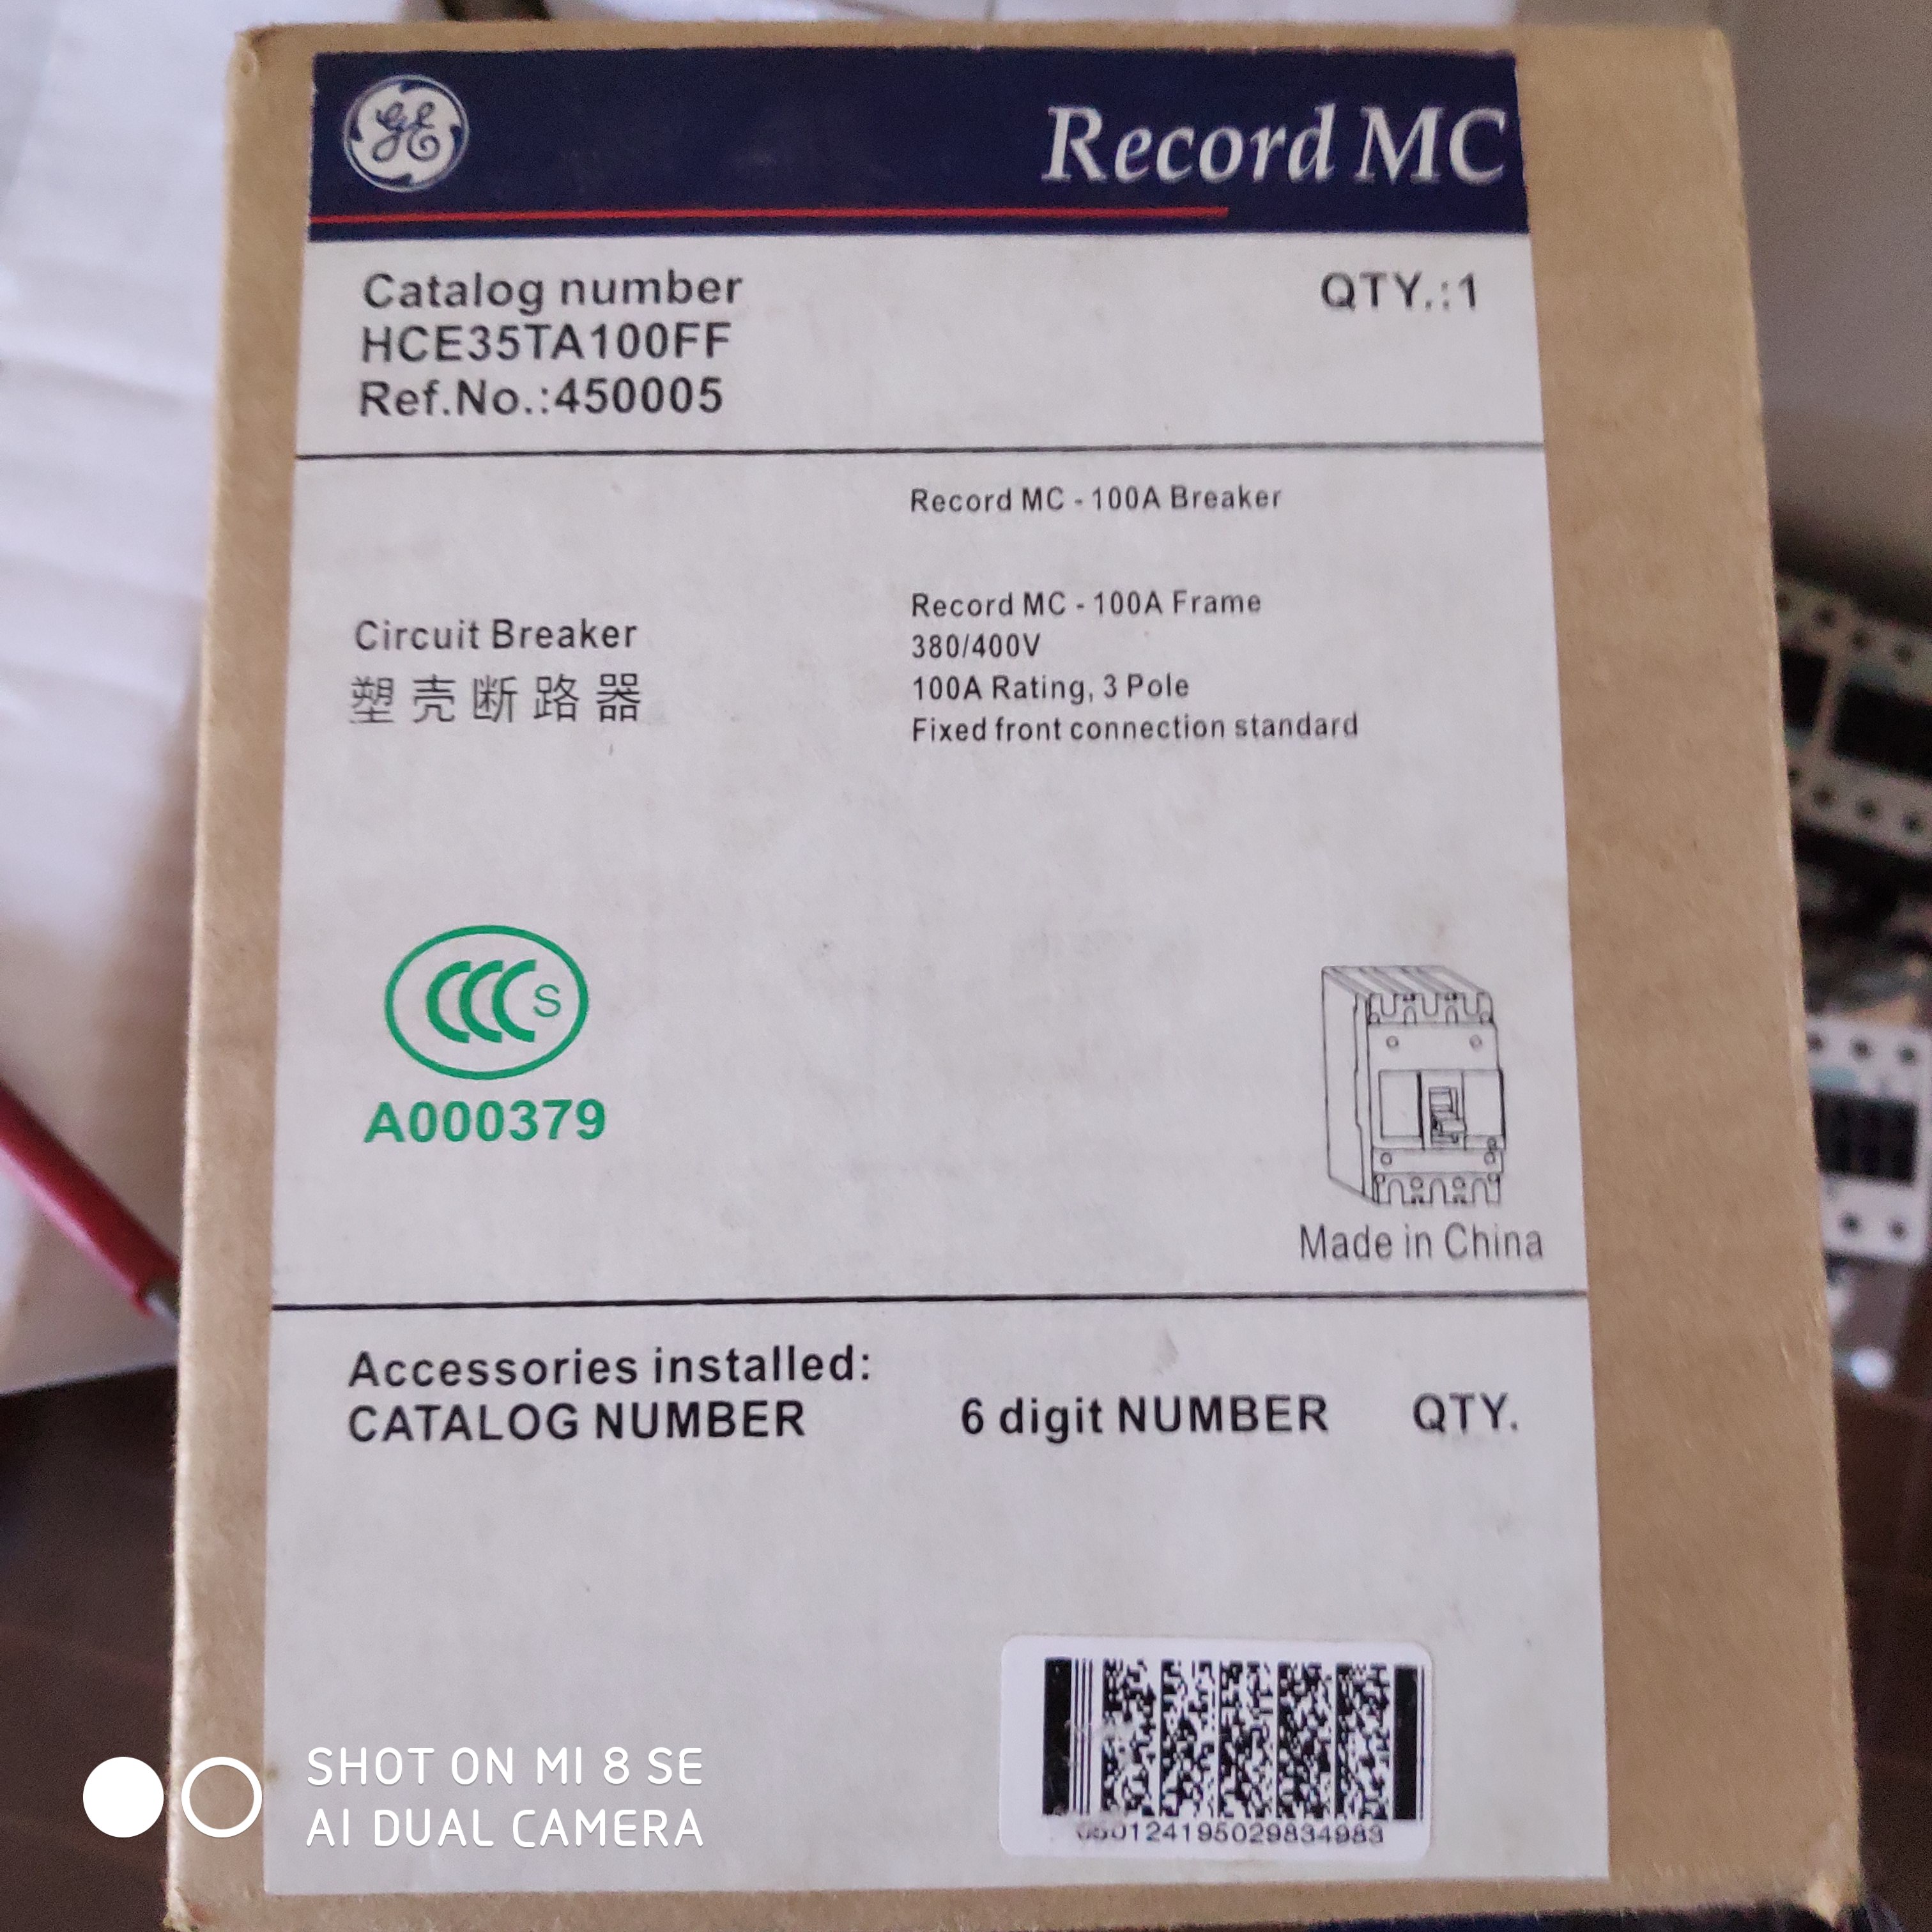 GE
Record MC
Catalog number
QTY.:1
HCE35TA100FF
Ref.No.:450005
Record MC - 100A Breaker
Circuit Breaker
塑壳断路器
Record MC - 100A Frame
380/400V
100A Rating, 3 Pole
Fixed front connection standard
CCC S
A000379
Made in China
Accessories installed:
CATALOG NUMBER 6 digit NUMBER QTY.
SHOT ON MI 8 SE
AI DUAL CAMERA